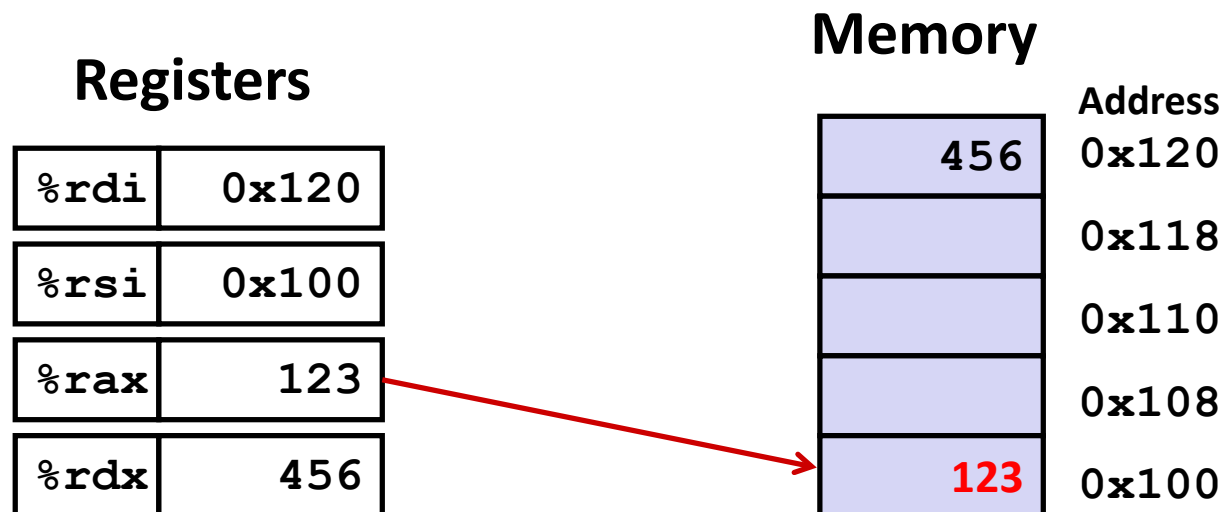 Registers
%rdi 0x120
%rsi 0x100
%rax 123
%rdx 456
Memory
Address
456 0x120
0x118
0x110
0x108
123 0x100